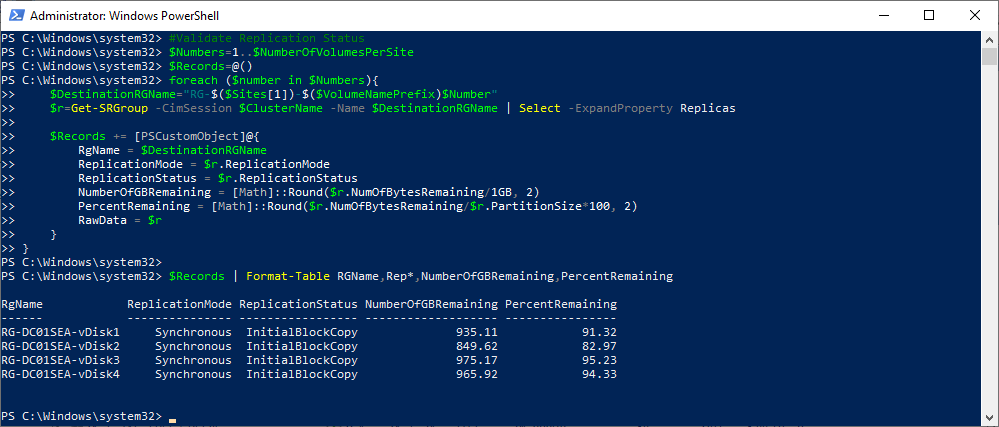 Administrator: Windows PowerShell
PS C:\Windows\system32> #Validate Replication Status
PS C:\Windows\system32> $Numbers=1..$NumberOfVolumesPerSite
PS C:\Windows\system32> $Records=@()
PS C:\Windows\system32> foreach ($number in $Numbers){
>>     $DestinationRGName="RG-$($Sites[1])-$($VolumeNamePrefix)$Number"
>>     $r=Get-SRGroup -CimSession $ClusterName -Name $DestinationRGName | Select -ExpandProperty Replicas
>>
>>     $Records += [PSCustomObject]@{
>>         RgName = $DestinationRGName
>>         ReplicationMode = $r.ReplicationMode
>>         ReplicationStatus = $r.ReplicationStatus
>>         NumberOfGBRemaining = [Math]::Round($r.NumOfBytesRemaining/1GB, 2)
>>         PercentRemaining = [Math]::Round($r.NumOfBytesRemaining/$r.PartitionSize*100, 2)
>>         RawData = $r
>>     }
>> }
PS C:\Windows\system32>
PS C:\Windows\system32> $Records | Format-Table RGName,Rep*,NumberOfGBRemaining,PercentRemaining
RgName            ReplicationMode ReplicationStatus NumberOfGBRemaining PercentRemaining
------            --------------- ----------------- ------------------- ----------------
RG-DC01SEA-vDisk1     Synchronous  InitialBlockCopy              935.11            91.32
RG-DC01SEA-vDisk2     Synchronous  InitialBlockCopy              849.62            82.97
RG-DC01SEA-vDisk3     Synchronous  InitialBlockCopy              975.17            95.23
RG-DC01SEA-vDisk4     Synchronous  InitialBlockCopy              965.92            94.33
PS C:\Windows\system32>